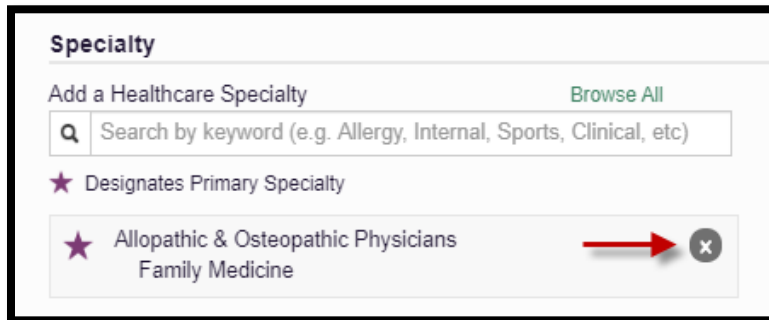 Specialty
Add a Healthcare Specialty Browse All
Search by keyword (e.g. Allergy, Internal, Sports, Clinical, etc)
Designates Primary Specialty
Allopathic & Osteopathic Physicians
Family Medicine
x